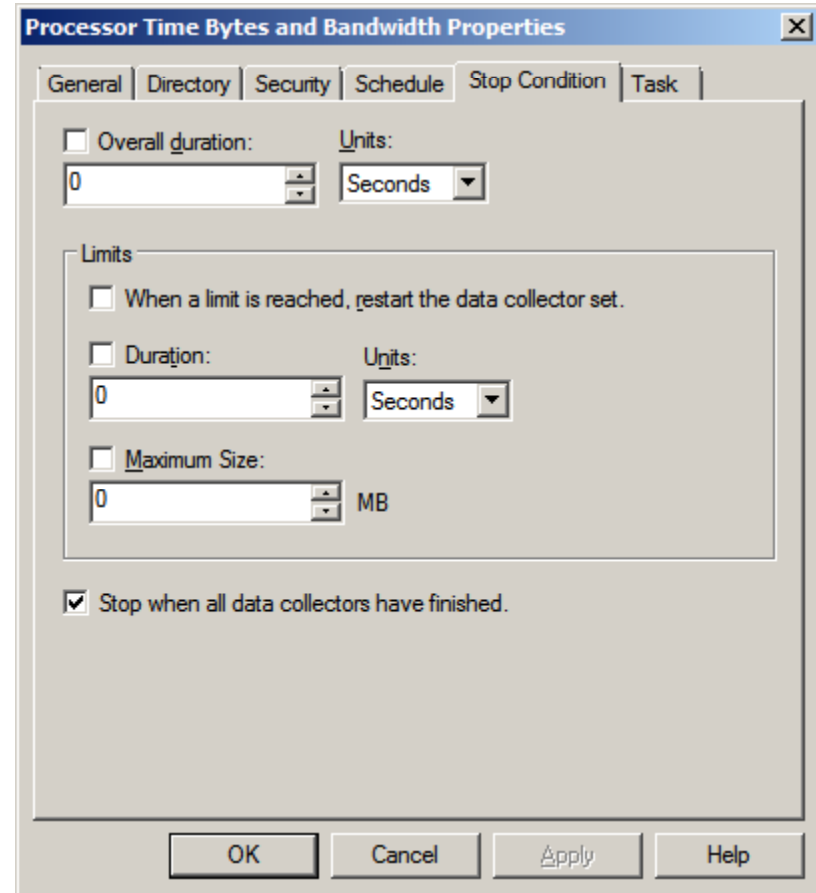 Processor Time Bytes and Bandwidth Properties
General Directory Security Schedule Stop Condition Task
Overall duration: Units:
0 Seconds
Limits
When a limit is reached, restart the data collector set.
Duration: Units:
0 Seconds
Maximum Size:
0 MB
Stop when all data collectors have finished.
OK Cancel Apply Help